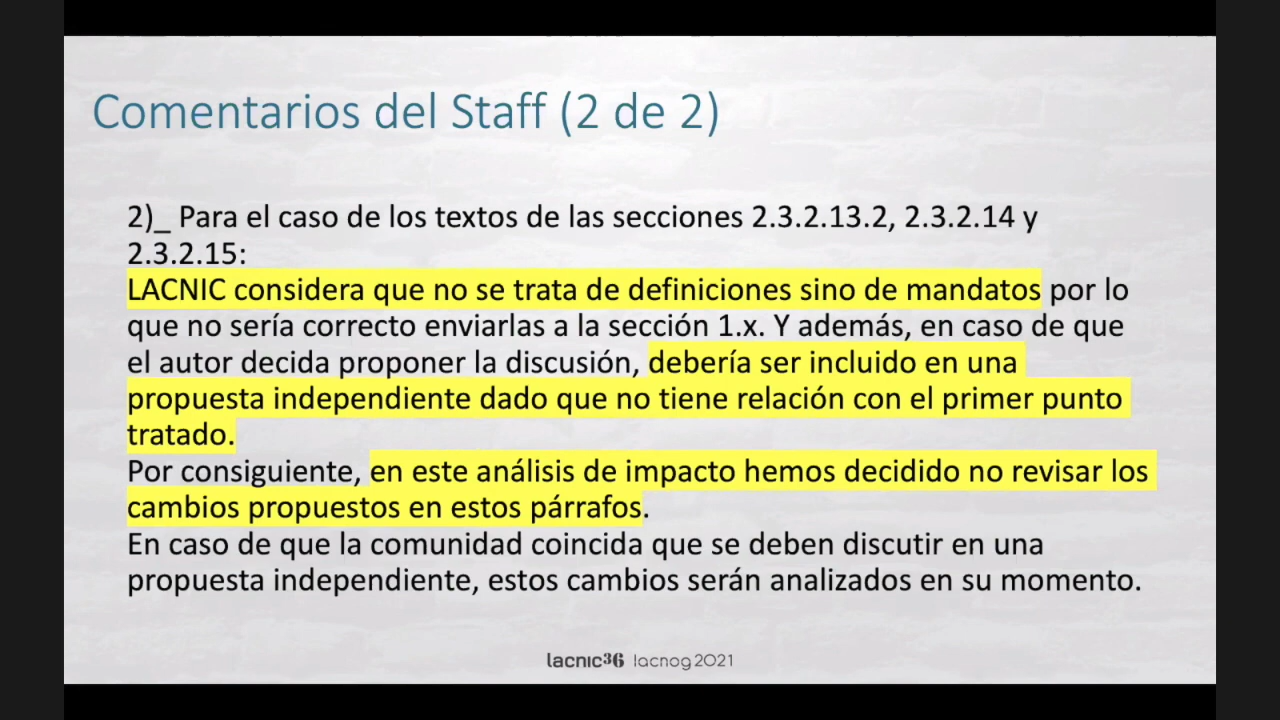 Comentarios del Staff (2 de 2)
2)_ Para el caso de los textos de las secciones 2.3.2.13.2, 2.3.2.14 y
2.3.2.15:
LACNIC considera que no se trata de definiciones sino de mandatos por lo
que no sería correcto enviarlas a la sección 1.x. Y además, en caso de que
el autor decida proponer la discusión, debería ser incluido en una
propuesta independiente dado que no tiene relación con el primer punto
tratado.
Por consiguiente, en este análisis de impacto hemos decidido no revisar los
cambios propuestos en estos párrafos.
En caso de que la comunidad coincida que se deben discutir en una
propuesta independiente, estos cambios serán analizados en su momento.
lacnic36 lacnog2021